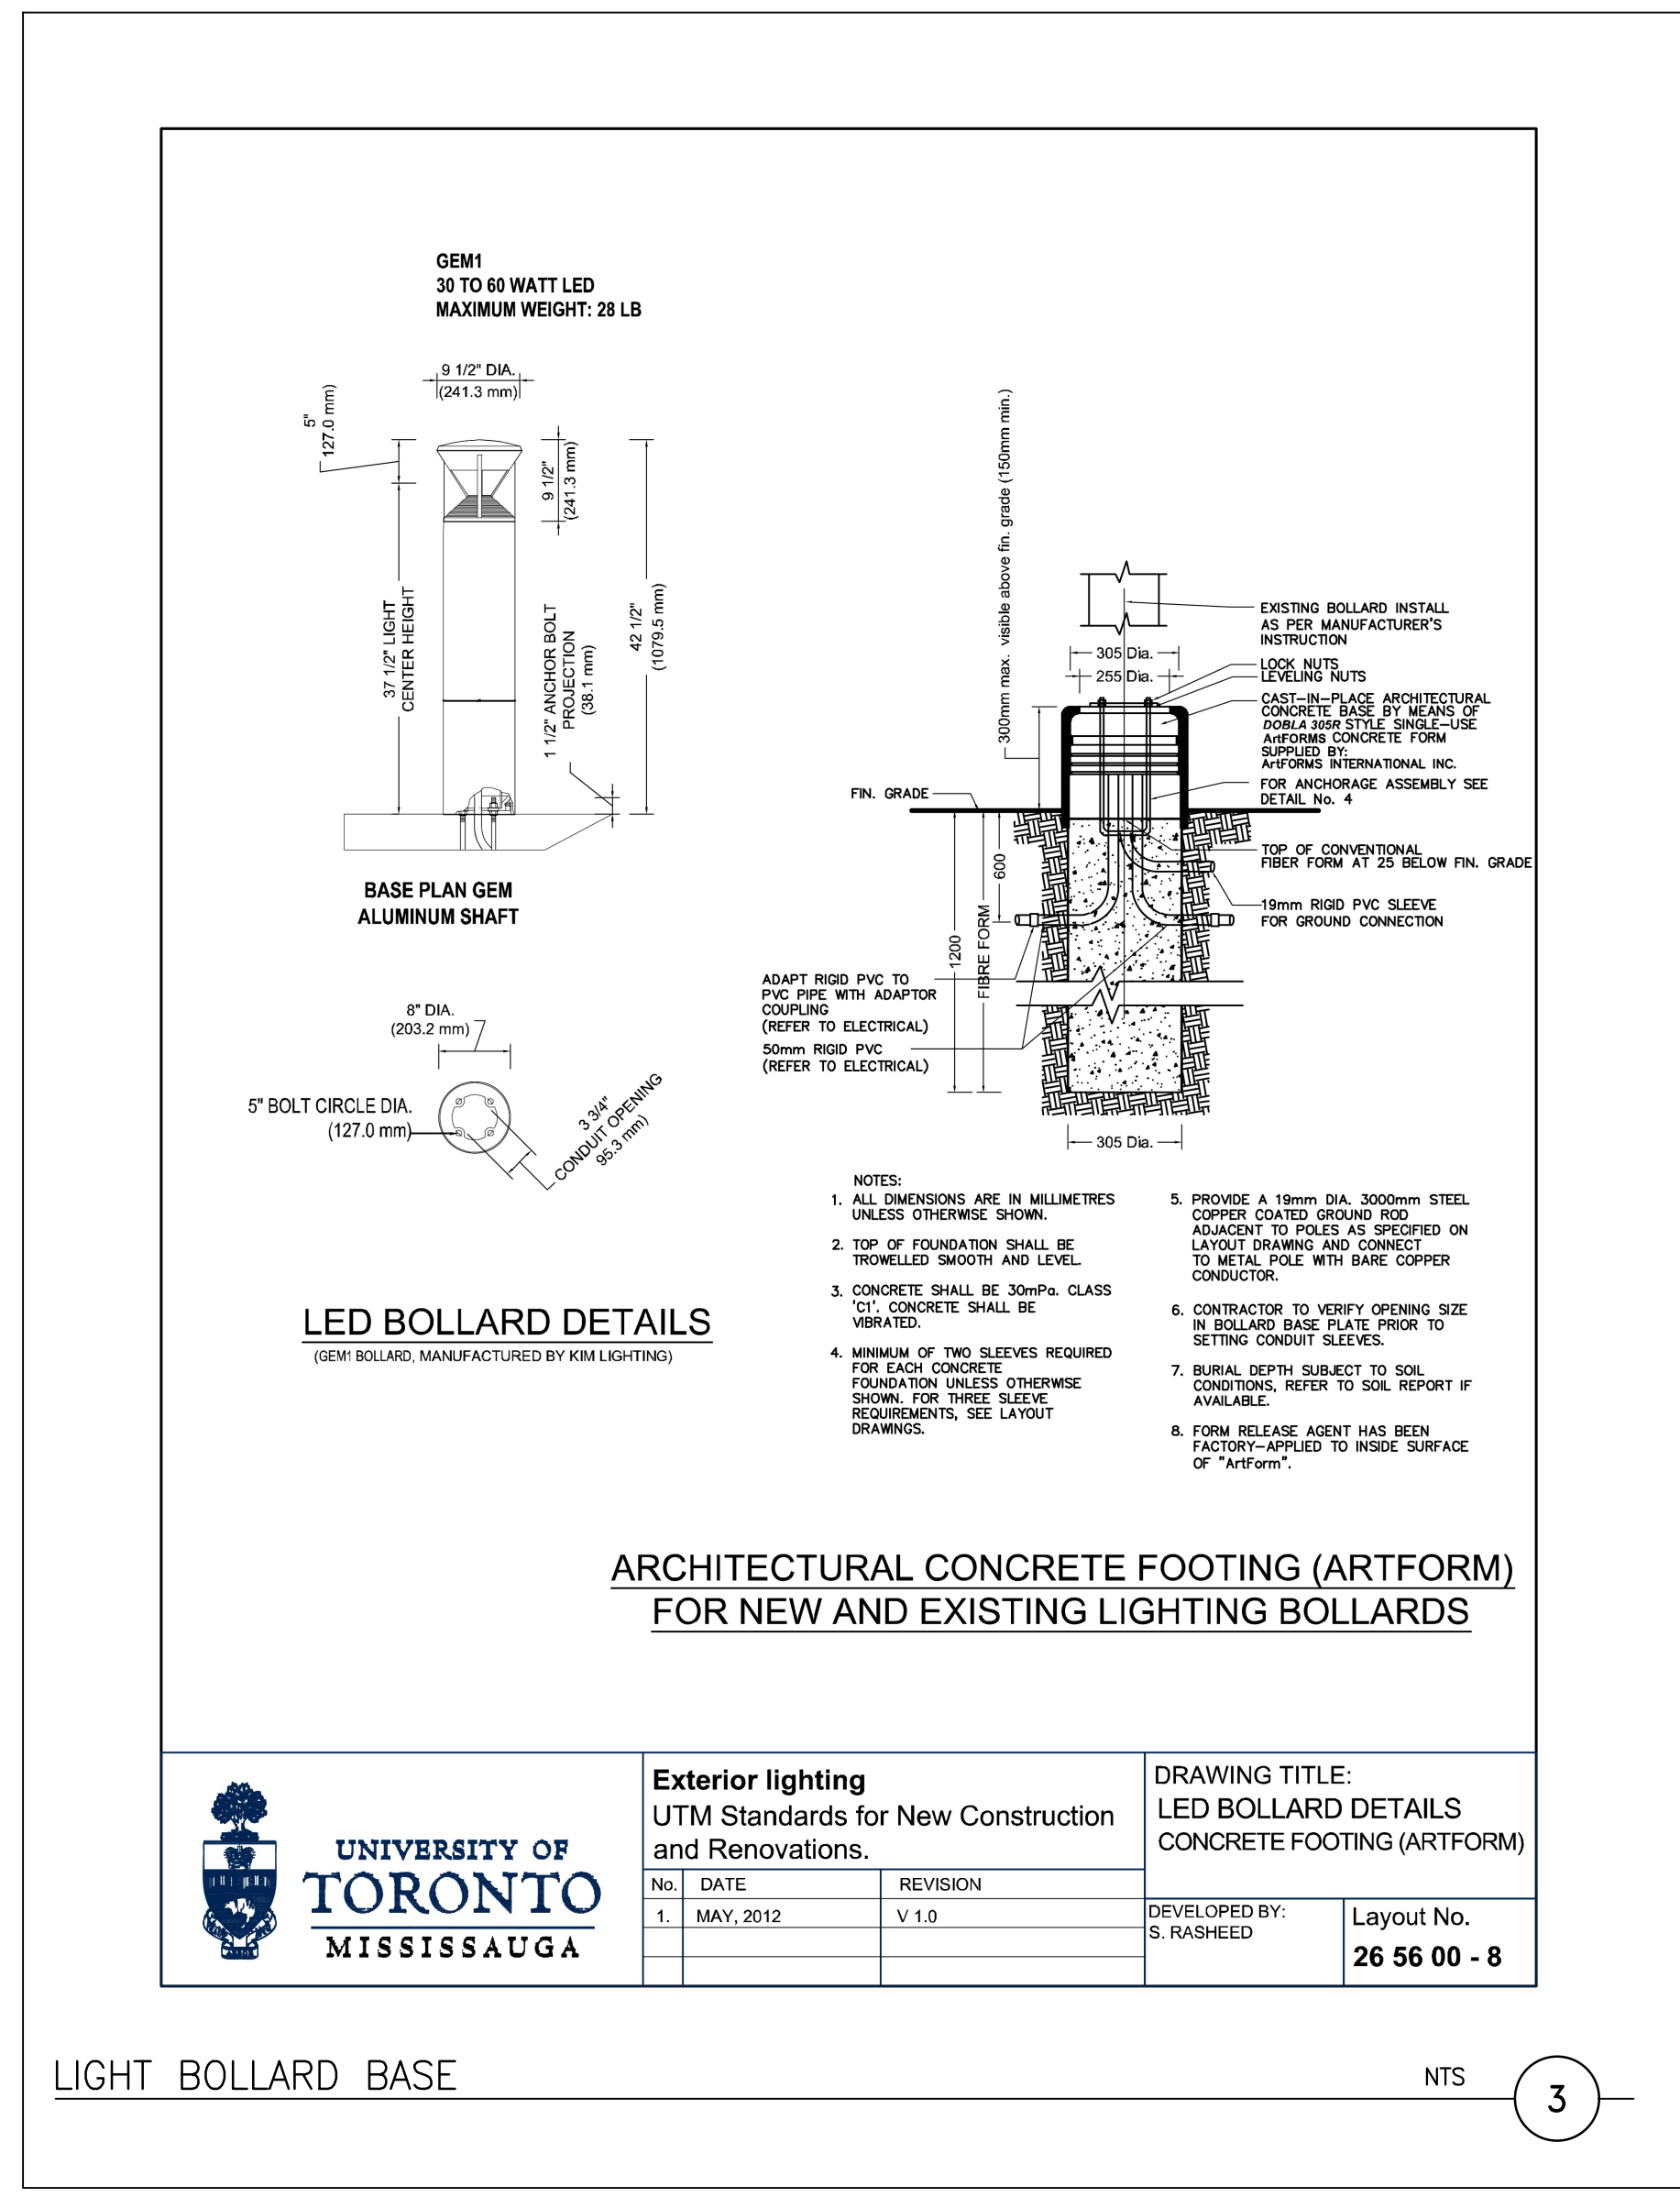 GEM1
30 TO 60 WATT LED
MAXIMUM WEIGHT: 28 LB
9 1/2" DIA.
(241.3 mm)
5"
127.0 mm)
9 1/2"
(241.3 mm)
42 1/2"
(1079.5 mm)
37 1/2" LIGHT
CENTER HEIGHT
1 1/2" ANCHOR BOLT
PROJECTION
(38.1 mm)
BASE PLAN GEM
ALUMINUM SHAFT
8" DIA.
(203.2 mm)
5" BOLT CIRCLE DIA.
(127.0 mm)
3 3/4"
CONDUIT OPENING
95.3 mm)
LED BOLLARD DETAILS
(GEM1 BOLLARD, MANUFACTURED BY KIM LIGHTING)
300mm max. visible above fin. grade (150mm min.)
305 Dia.
255 Dia.
EXISTING BOLLARD INSTALL
AS PER MANUFACTURER'S
INSTRUCTION
LOCK NUTS
LEVELING NUTS
CAST-IN-PLACE ARCHITECTURAL
CONCRETE BASE BY MEANS OF
DOBLA 305R STYLE SINGLE-USE
ArtFORMS CONCRETE FORM
SUPPLIED BY:
ArtFORMS INTERNATIONAL INC.
FOR ANCHORAGE ASSEMBLY SEE
DETAIL No. 4
FIN. GRADE
TOP OF CONVENTIONAL
FIBER FORM AT 25 BELOW FIN. GRADE
19mm RIGID PVC SLEEVE
FOR GROUND CONNECTION
600
1200
FIBRE FORM
ADAPT RIGID PVC TO
PVC PIPE WITH ADAPTOR
COUPLING
(REFER TO ELECTRICAL)
50mm RIGID PVC
(REFER TO ELECTRICAL)
305 Dia.
NOTES:
1. ALL DIMENSIONS ARE IN MILLIMETRES
UNLESS OTHERWISE SHOWN.
2. TOP OF FOUNDATION SHALL BE
TROWELLED SMOOTH AND LEVEL.
3. CONCRETE SHALL BE 30mPa. CLASS
'C1'. CONCRETE SHALL BE
VIBRATED.
4. MINIMUM OF TWO SLEEVES REQUIRED
FOR EACH CONCRETE
FOUNDATION UNLESS OTHERWISE
SHOWN. FOR THREE SLEEVE
REQUIREMENTS, SEE LAYOUT
DRAWINGS.
5. PROVIDE A 19mm DIA. 3000mm STEEL
COPPER COATED GROUND ROD
ADJACENT TO POLES AS SPECIFIED ON
LAYOUT DRAWING AND CONNECT
TO METAL POLE WITH BARE COPPER
CONDUCTOR.
6. CONTRACTOR TO VERIFY OPENING SIZE
IN BOLLARD BASE PLATE PRIOR TO
SETTING CONDUIT SLEEVES.
7. BURIAL DEPTH SUBJECT TO SOIL
CONDITIONS, REFER TO SOIL REPORT IF
AVAILABLE.
8. FORM RELEASE AGENT HAS BEEN
FACTORY-APPLIED TO INSIDE SURFACE
OF "ArtForm".
ARCHITECTURAL CONCRETE FOOTING (ARTFORM)
FOR NEW AND EXISTING LIGHTING BOLLARDS
UNIVERSITY OF
TORONTO
MISSISSAUGA
Exterior lighting
UTM Standards for New Construction
and Renovations.
No. DATE REVISION
1. MAY, 2012 V 1.0
DRAWING TITLE:
LED BOLLARD DETAILS
CONCRETE FOOTING (ARTFORM)
DEVELOPED BY:
S. RASHEED
Layout No.
26 56 00 - 8
LIGHT BOLLARD BASE
NTS
3